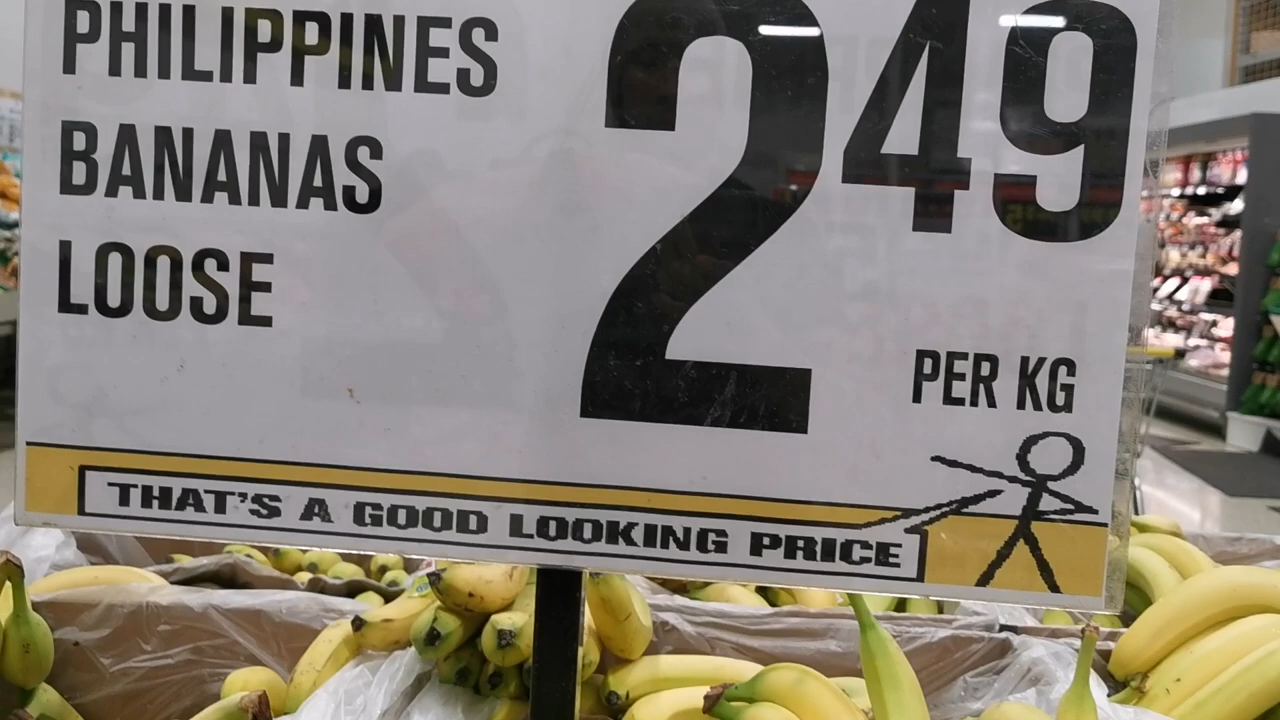 PHILIPPINES
BANANAS
LOOSE
249
PER KG
THAT'S A GOOD LOOKING PRICE